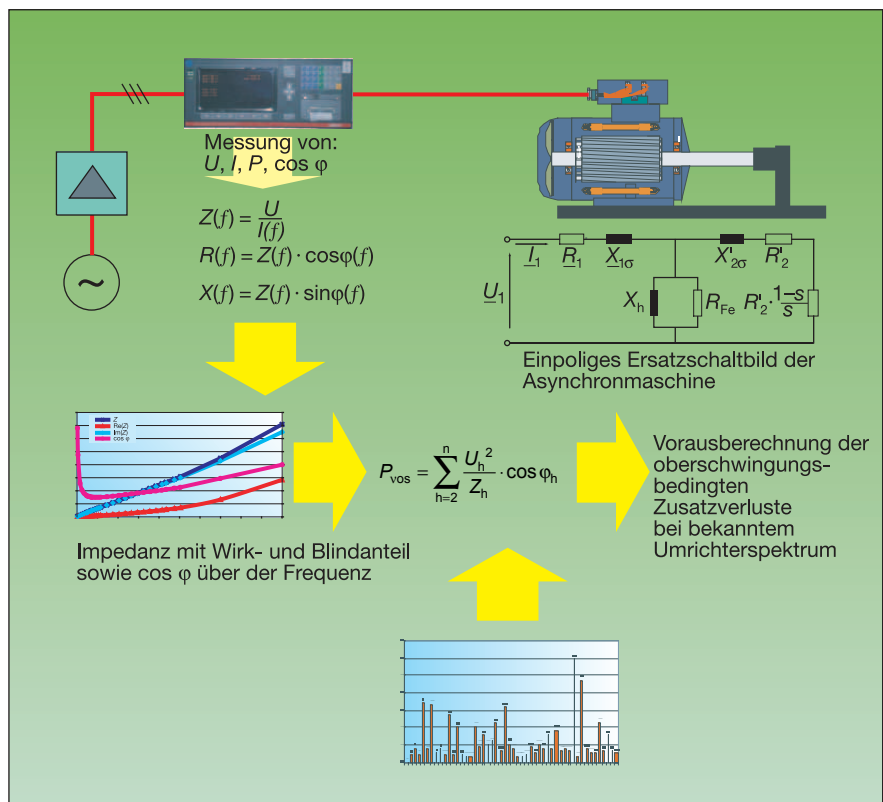 Messung von:
U, I, P, cos φ
Z(f) = U / I(f)
R(f) = Z(f) · cosφ(f)
X(f) = Z(f) · sinφ(f)
~
I1 R1 X1σ X'2σ R'2
U1
Xh RFe R'2 · 1–s / s
Einpoliges Ersatzschaltbild der
Asynchronmaschine
Z
Re(Z)
Im(Z)
cos φ
Impedanz mit Wirk- und Blindanteil
sowie cos φ über der Frequenz
Pvos = ∑ n h=2 Uh² / Zh · cos φh
Vorausberechnung der
oberschwingungs-
bedingten
Zusatzverluste
bei bekanntem
Umrichterspektrum